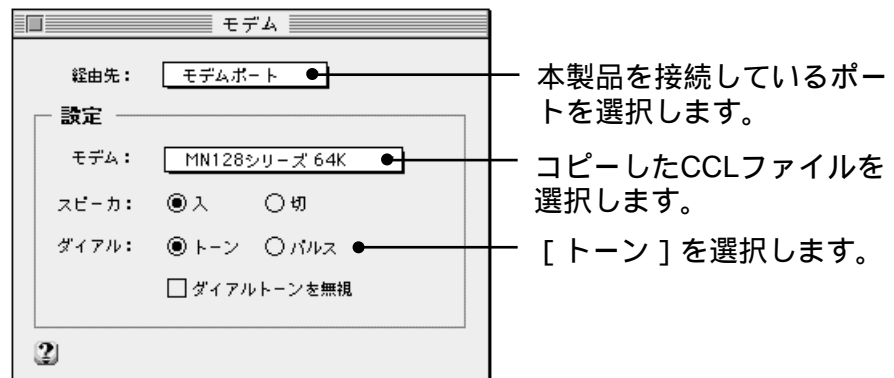 モデム
経由先： モデムポート
本製品を接続しているポー
トを選択します。
設定
モデム： MN128シリーズ 64K
コピーしたCCLファイルを
選択します。
スピーカ： 入 切
ダイアル： トーン パルス
［トーン］を選択します。
ダイアルトーンを無視
?